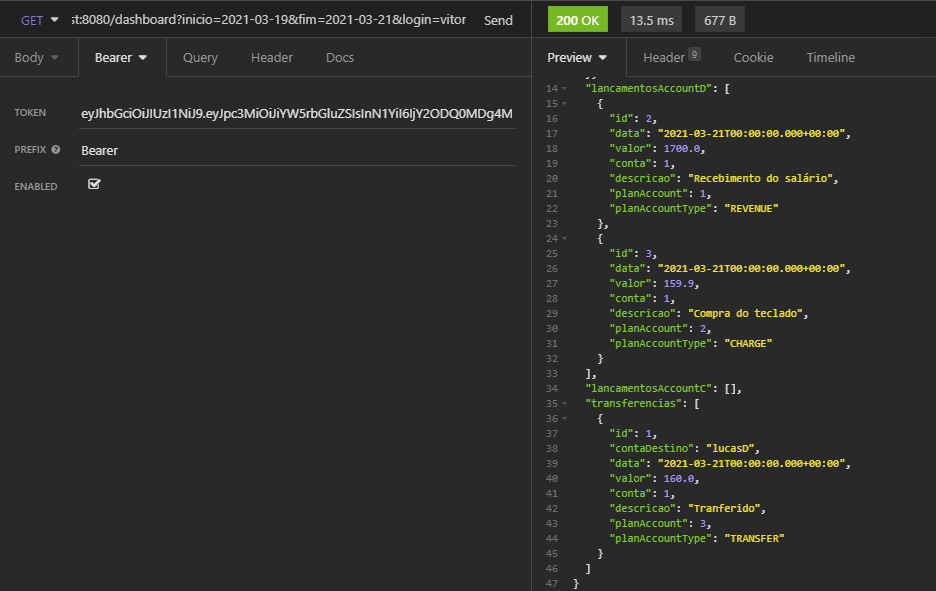 GET st:8080/dashboard?inicio=2021-03-19&fim=2021-03-21&login=vitor Send
Body Bearer Query Header Docs
TOKEN eyJhbGciOiJIUzI1NiJ9.eyJpc3MiOiJiYW5rbGluZSIsInN1YiI6IjY2ODQ0MDg4M
PREFIX Bearer
ENABLED
200 OK 13.5 ms 677 B
Preview Header 9 Cookie Timeline
14 "lancamentosAccountD": [
15 {
16 "id": 2,
17 "data": "2021-03-21T00:00:00.000+00:00",
18 "valor": 1700.0,
19 "conta": 1,
20 "descricao": "Recebimento do salário",
21 "planAccount": 1,
22 "planAccountType": "REVENUE"
23 },
24 {
25 "id": 3,
26 "data": "2021-03-21T00:00:00.000+00:00",
27 "valor": 159.9,
28 "conta": 1,
29 "descricao": "Compra do teclado",
30 "planAccount": 2,
31 "planAccountType": "CHARGE"
32 }
33 ],
34 "lancamentosAccountC": [],
35 "transferencias": [
36 {
37 "id": 1,
38 "contaDestino": "lucasD",
39 "data": "2021-03-21T00:00:00.000+00:00",
40 "valor": 160.0,
41 "conta": 1,
42 "descricao": "Tranferido",
43 "planAccount": 3,
44 "planAccountType": "TRANSFER"
45 }
46 ]
47 }